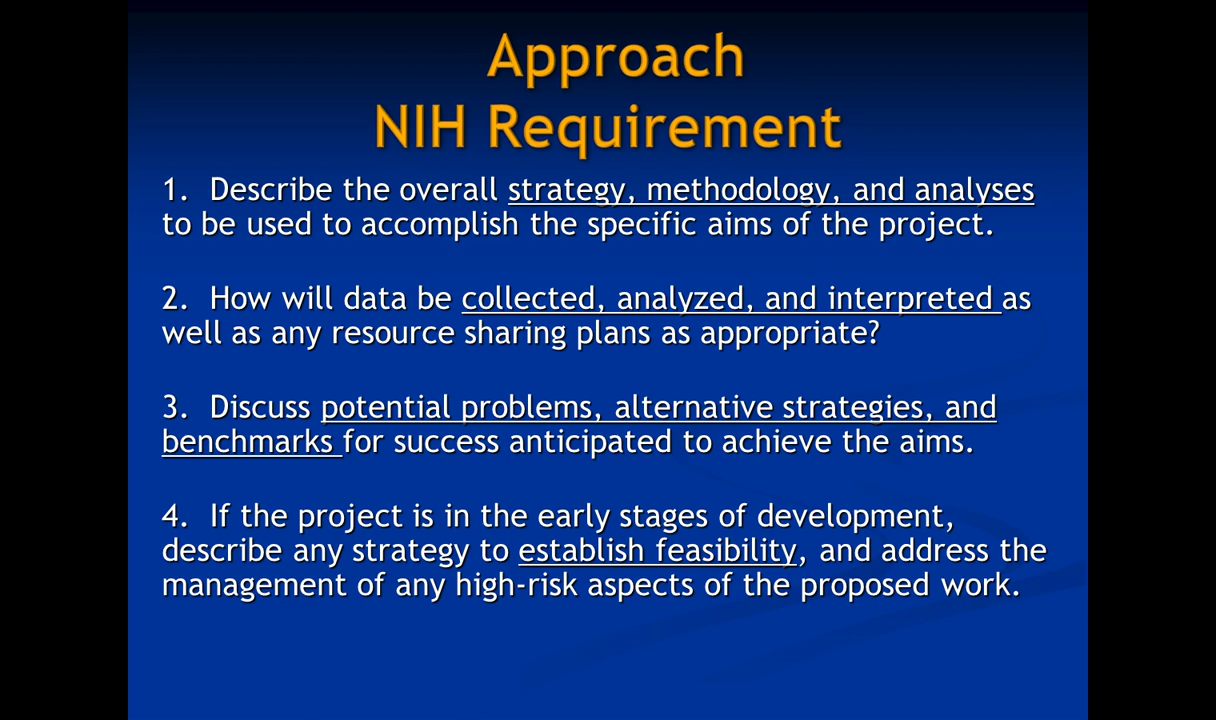 Approach
NIH Requirement
1. Describe the overall strategy, methodology, and analyses
to be used to accomplish the specific aims of the project.
2. How will data be collected, analyzed, and interpreted as
well as any resource sharing plans as appropriate?
3. Discuss potential problems, alternative strategies, and
benchmarks for success anticipated to achieve the aims.
4. If the project is in the early stages of development,
describe any strategy to establish feasibility, and address the
management of any high-risk aspects of the proposed work.